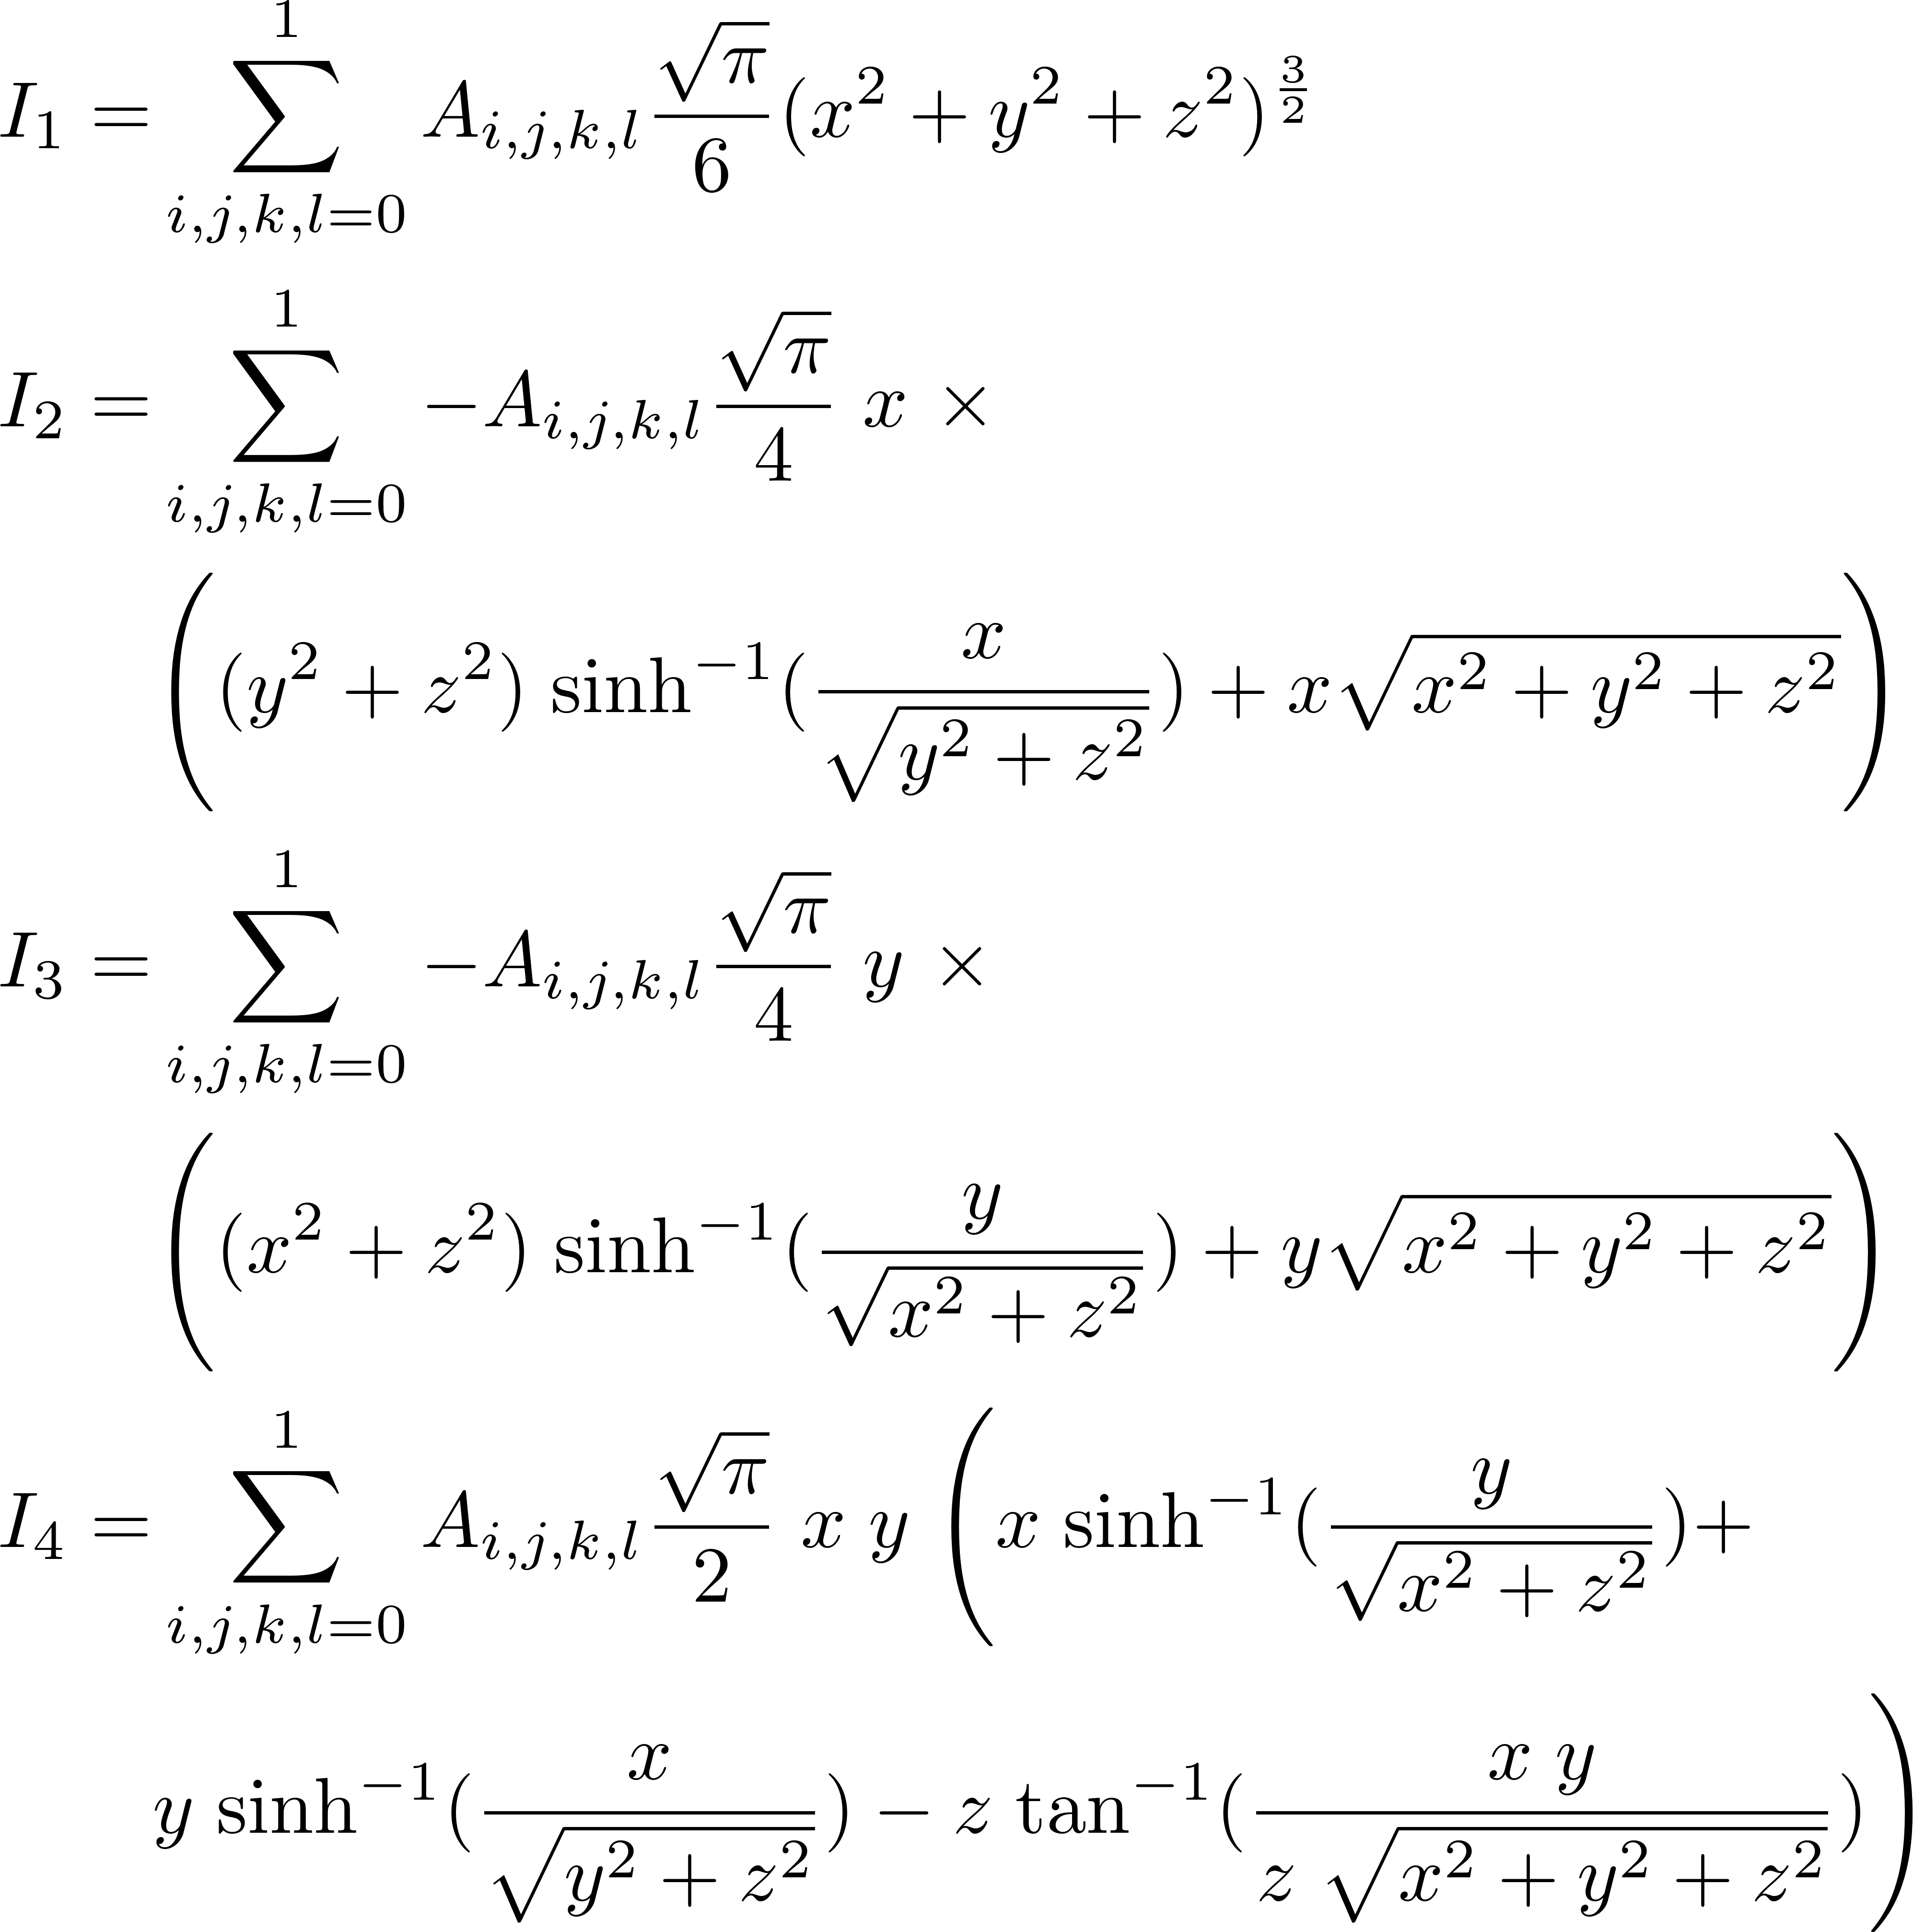 I_1 = \sum_{i,j,k,l=0}^{1} A_{i,j,k,l} \frac{\sqrt{\pi}}{6} (x^2 + y^2 + z^2)^{\frac{3}{2}}
I_2 = \sum_{i,j,k,l=0}^{1} -A_{i,j,k,l} \frac{\sqrt{\pi}}{4} \ x \ \times
\left( (y^2 + z^2) \sinh^{-1}(\frac{x}{\sqrt{y^2 + z^2}}) + x\sqrt{x^2 + y^2 + z^2} \right)
I_3 = \sum_{i,j,k,l=0}^{1} -A_{i,j,k,l} \frac{\sqrt{\pi}}{4} \ y \ \times
\left( (x^2 + z^2) \sinh^{-1}(\frac{y}{\sqrt{x^2 + z^2}}) + y\sqrt{x^2 + y^2 + z^2} \right)
I_4 = \sum_{i,j,k,l=0}^{1} A_{i,j,k,l} \frac{\sqrt{\pi}}{2} \ x \ y \ \left( x \ \sinh^{-1}(\frac{y}{\sqrt{x^2 + z^2}}) + \right.
\left. y \ \sinh^{-1}(\frac{x}{\sqrt{y^2 + z^2}}) - z \ \tan^{-1}(\frac{x \ y}{z \sqrt{x^2 + y^2 + z^2}}) \right)